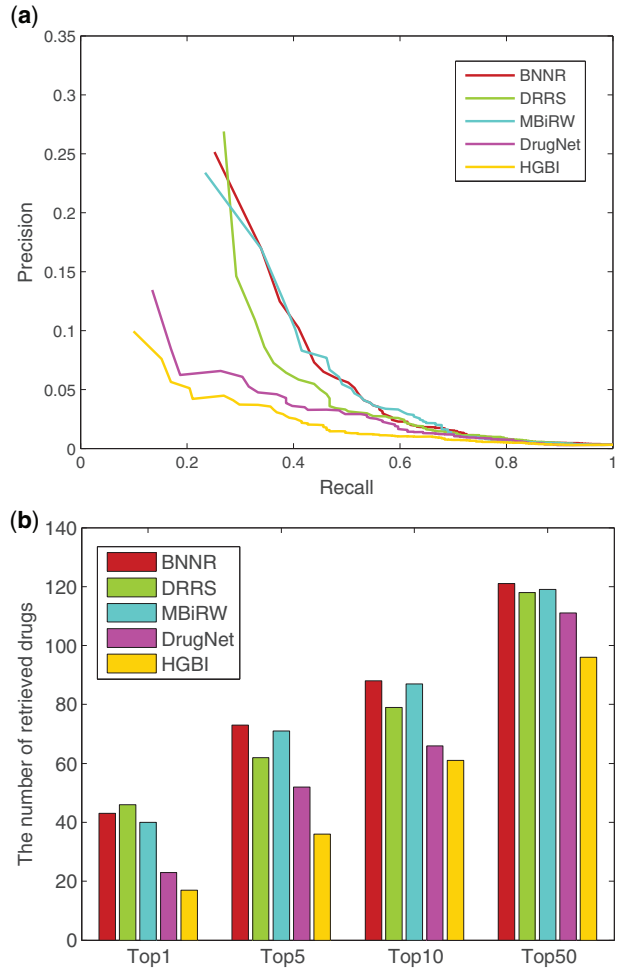 (a)
0.35
0.3
0.25
0.2
0.15
0.1
0.05
0
Precision
BNNR
DRRS
MBiRW
DrugNet
HGBI
0 0.2 0.4 0.6 0.8 1
Recall
(b)
140
120
100
80
60
40
20
0
The number of retrieved drugs
BNNR
DRRS
MBiRW
DrugNet
HGBI
Top1 Top5 Top10 Top50